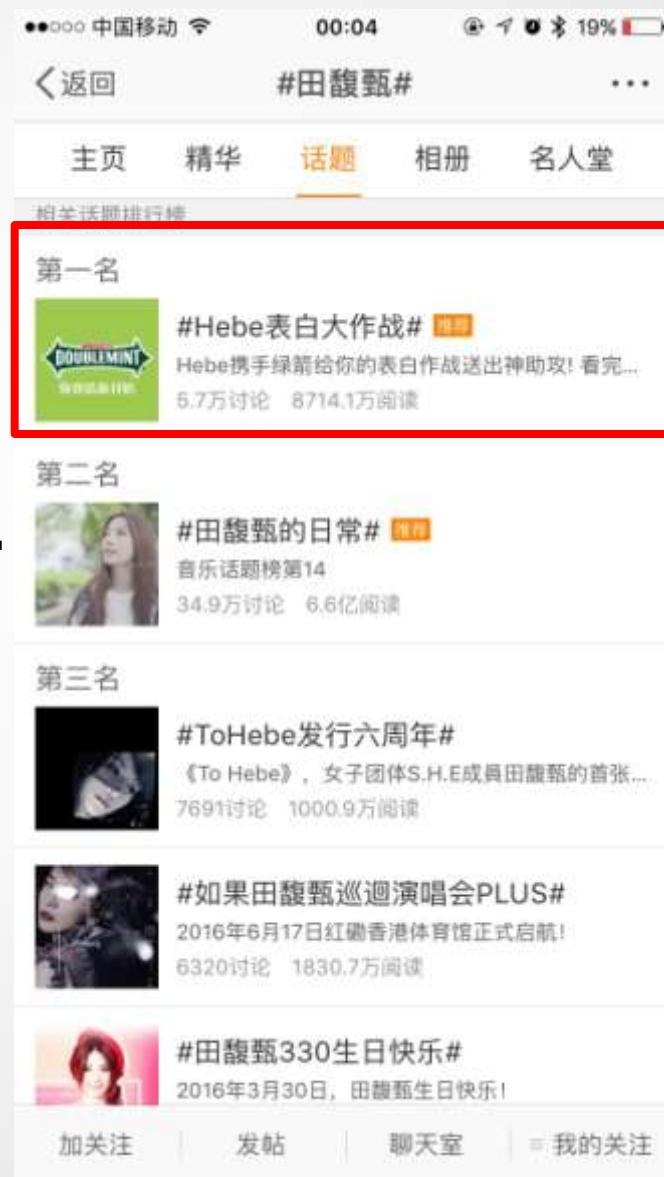 中国移动 00:04 19%
返回 #田馥甄# ...
主页 精华 话题 相册 名人堂
相关话题排行榜
第一名
#Hebe表白大作战# 推荐
DOUBLEMINT
Hebe携手绿箭给你的表白作战送出神助攻! 看完...
5.7万讨论 8714.1万阅读
第二名
#田馥甄的日常# 推荐
音乐话题榜第14
34.9万讨论 6.6亿阅读
第三名
#ToHebe发行六周年#
《To Hebe》，女子团体S.H.E成員田馥甄的首张...
7691讨论 1000.9万阅读
#如果田馥甄巡迴演唱会PLUS#
2016年6月17日红磡香港体育馆正式启航!
6320讨论 1830.7万阅读
#田馥甄330生日快乐#
2016年3月30日，田馥甄生日快乐!
加关注 发帖 聊天室 ≡ 我的关注